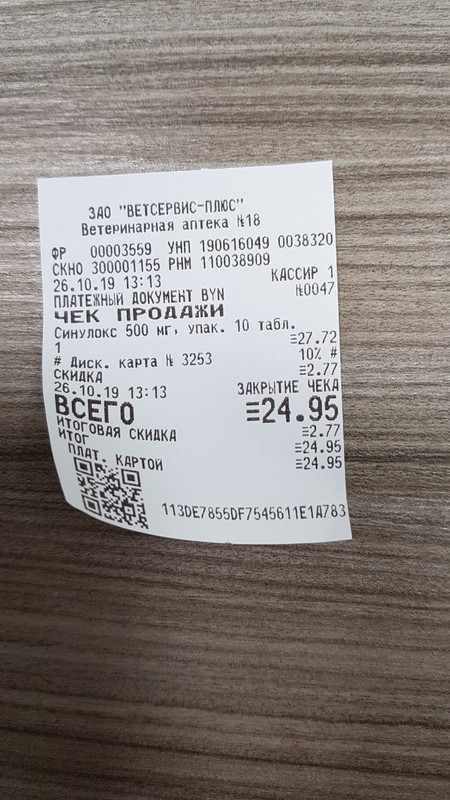 ЗАО "ВЕТСЕРВИС-ПЛЮС"
Ветеринарная аптека №18
ФР 00003559 УНП 190616049 0038320
СКНО 300001155 РНМ 110038909
26.10.19 13:13 КАССИР 1
ПЛАТЕЖНЫЙ ДОКУМЕНТ BYN №0047
ЧЕК ПРОДАЖИ
Синулокс 500 мг, упак. 10 табл.
1 =27.72
# Диск. карта № 3253 10% #
СКИДКА =2.77
26.10.19 13:13 ЗАКРЫТИЕ ЧЕКА
ВСЕГО =24.95
ИТОГОВАЯ СКИДКА =2.77
ИТОГ =24.95
ПЛАТ. КАРТОЙ =24.95
113DE7855DF7545611E1A783